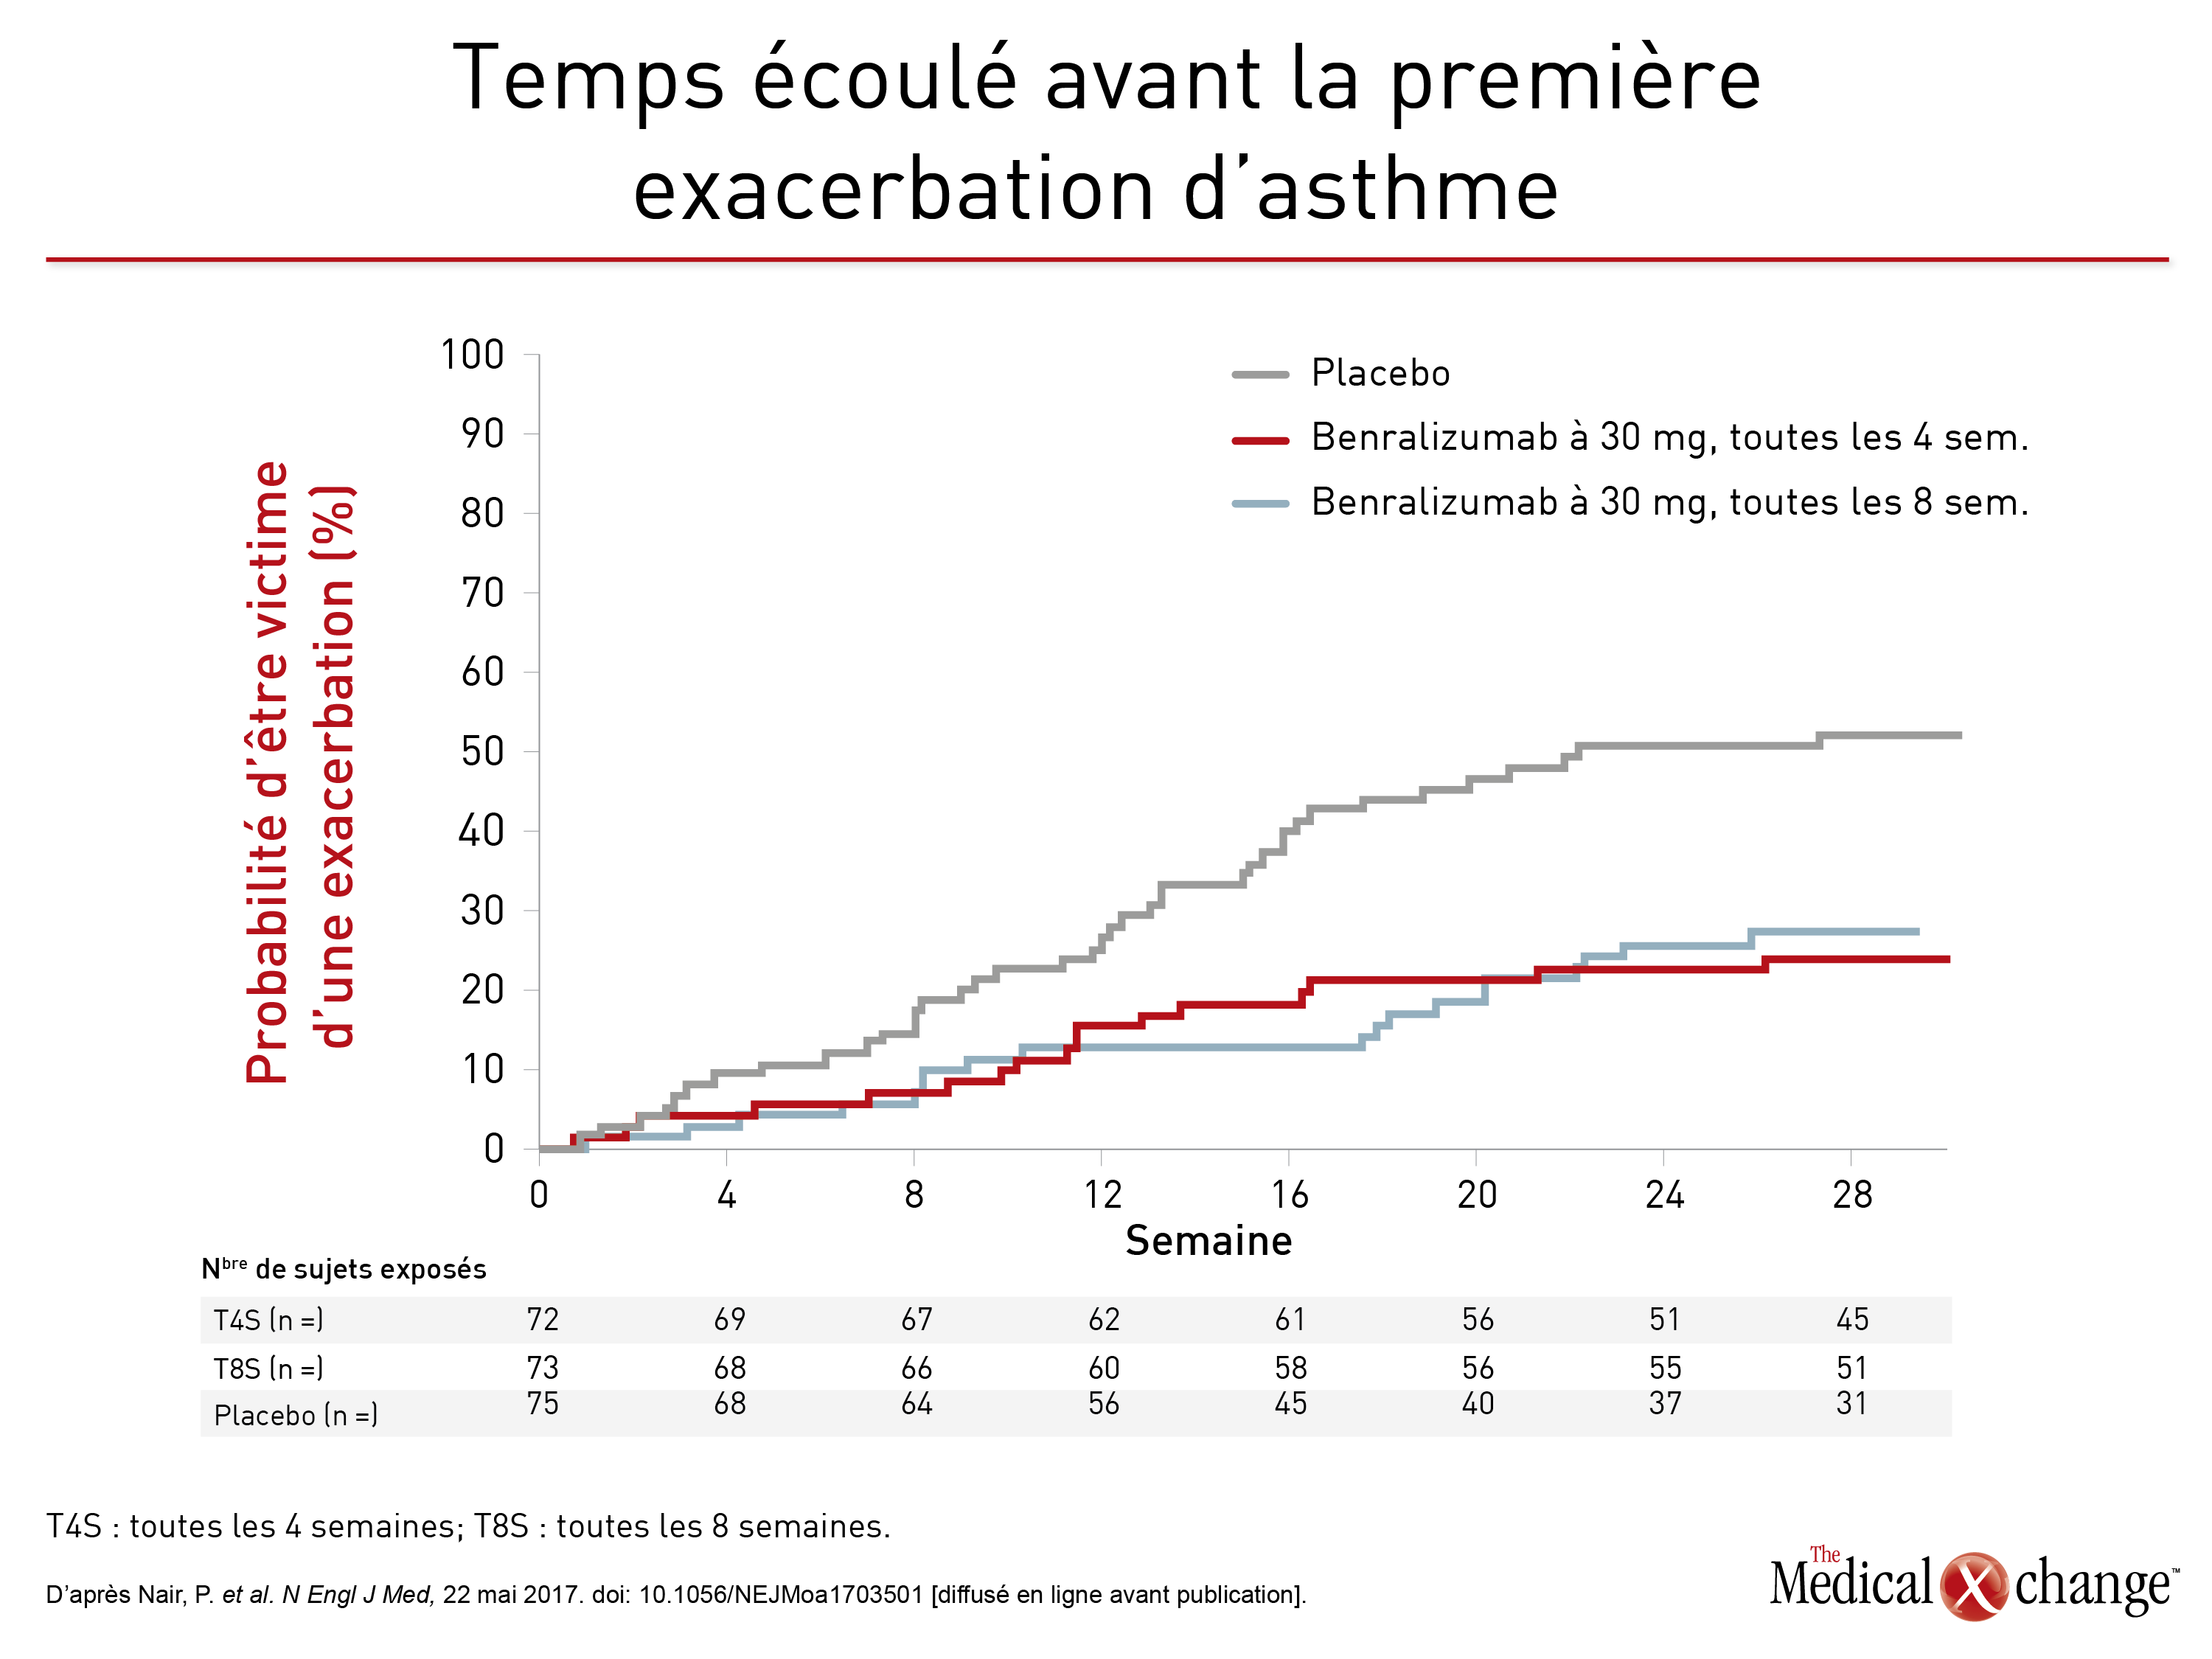 Temps écoulé avant la première
exacerbation d’asthme
Probabilité d’être victime
d’une exacerbation (%)
100
90
80
70
60
50
40
30
20
10
0
Placebo
Benralizumab à 30 mg, toutes les 4 sem.
Benralizumab à 30 mg, toutes les 8 sem.
0 4 8 12 16 20 24 28
Semaine
Nbre de sujets exposés
T4S (n =) 72 69 67 62 61 56 51 45
T8S (n =) 73 68 66 60 58 56 55 51
Placebo (n =) 75 68 64 56 45 40 37 31
T4S : toutes les 4 semaines; T8S : toutes les 8 semaines.
D’après Nair, P. et al. N Engl J Med, 22 mai 2017. doi: 10.1056/NEJMoa1703501 [diffusé en ligne avant publication].
The
Medical X change™